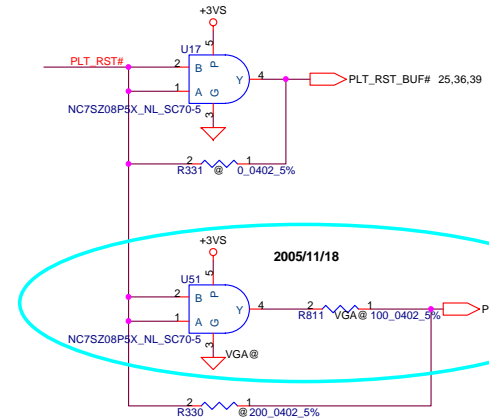 +3VS
U17
5
PLT_RST#
2 B P
Y 4 PLT_RST_BUF# 25,36,39
1 A G
3
NC7SZ08P5X_NL_SC70-5
2 1
R331 @ 0_0402_5%
+3VS
2005/11/18
U51
5
2 B P
Y 4 2 1 P
1 A G
R811 VGA@ 100_0402_5%
3
NC7SZ08P5X_NL_SC70-5
VGA@
2 1
R330 @ 200_0402_5%